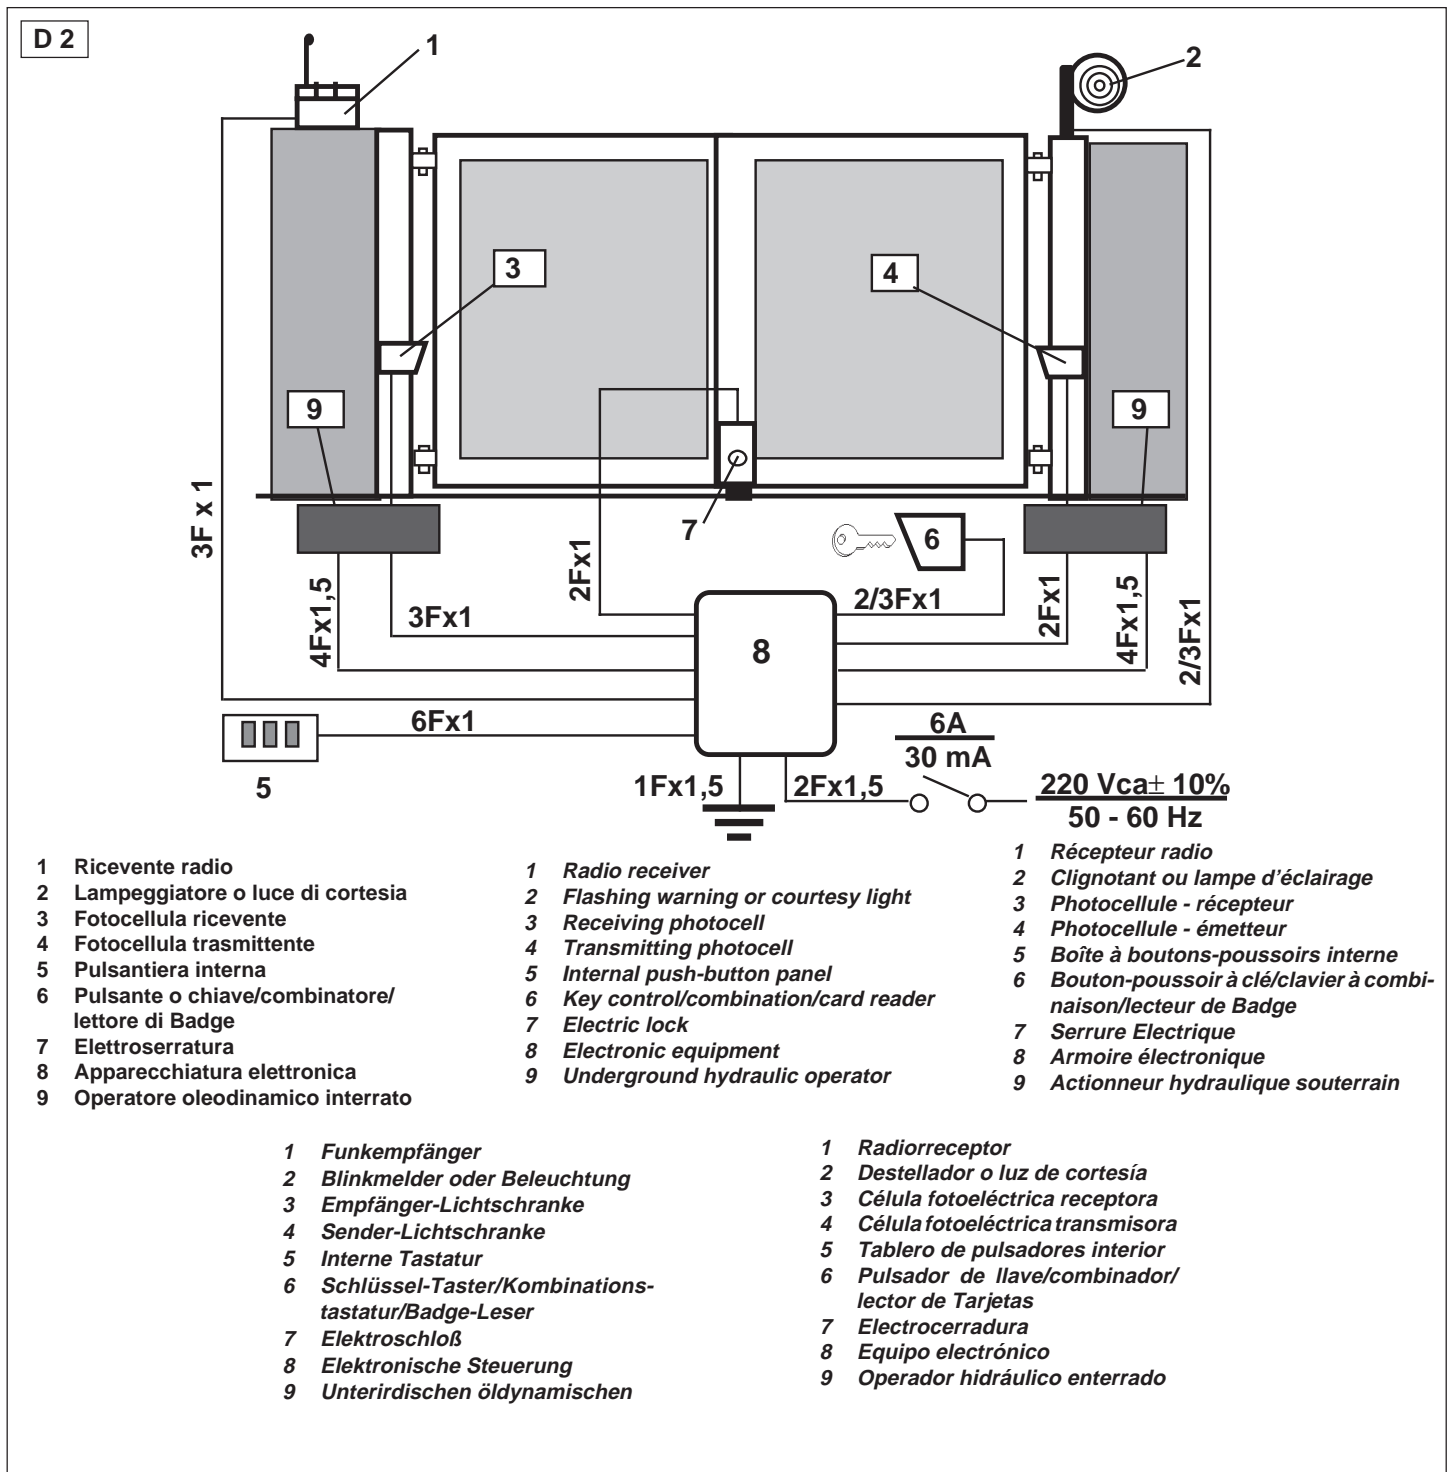 D 2
1
2
3
4
9
9
3F x 1
7
6
2Fx1
4Fx1,5
3Fx1
2/3Fx1
2Fx1
4Fx1,5
2/3Fx1
8
6Fx1
5
6A
30 mA
1Fx1,5
2Fx1,5
220 Vca± 10%
50 - 60 Hz
1 Ricevente radio
2 Lampeggiatore o luce di cortesia
3 Fotocellula ricevente
4 Fotocellula trasmittente
5 Pulsantiera interna
6 Pulsante o chiave/combinatore/
lettore di Badge
7 Elettroserratura
8 Apparecchiatura elettronica
9 Operatore oleodinamico interrato
1 Radio receiver
2 Flashing warning or courtesy light
3 Receiving photocell
4 Transmitting photocell
5 Internal push-button panel
6 Key control/combination/card reader
7 Electric lock
8 Electronic equipment
9 Underground hydraulic operator
1 Récepteur radio
2 Clignotant ou lampe d'éclairage
3 Photocellule - récepteur
4 Photocellule - émetteur
5 Boîte à boutons-poussoirs interne
6 Bouton-poussoir à clé/clavier à combi-
naison/lecteur de Badge
7 Serrure Electrique
8 Armoire électronique
9 Actionneur hydraulique souterrain
1 Funkempfänger
2 Blinkmelder oder Beleuchtung
3 Empfänger-Lichtschranke
4 Sender-Lichtschranke
5 Interne Tastatur
6 Schlüssel-Taster/Kombinations-
tastatur/Badge-Leser
7 Elektroschloß
8 Elektronische Steuerung
9 Unterirdischen öldynamischen
1 Radiorreceptor
2 Destellador o luz de cortesía
3 Célula fotoeléctrica receptora
4 Célula fotoeléctrica transmisora
5 Tablero de pulsadores interior
6 Pulsador de llave/combinador/
lector de Tarjetas
7 Electrocerradura
8 Equipo electrónico
9 Operador hidráulico enterrado